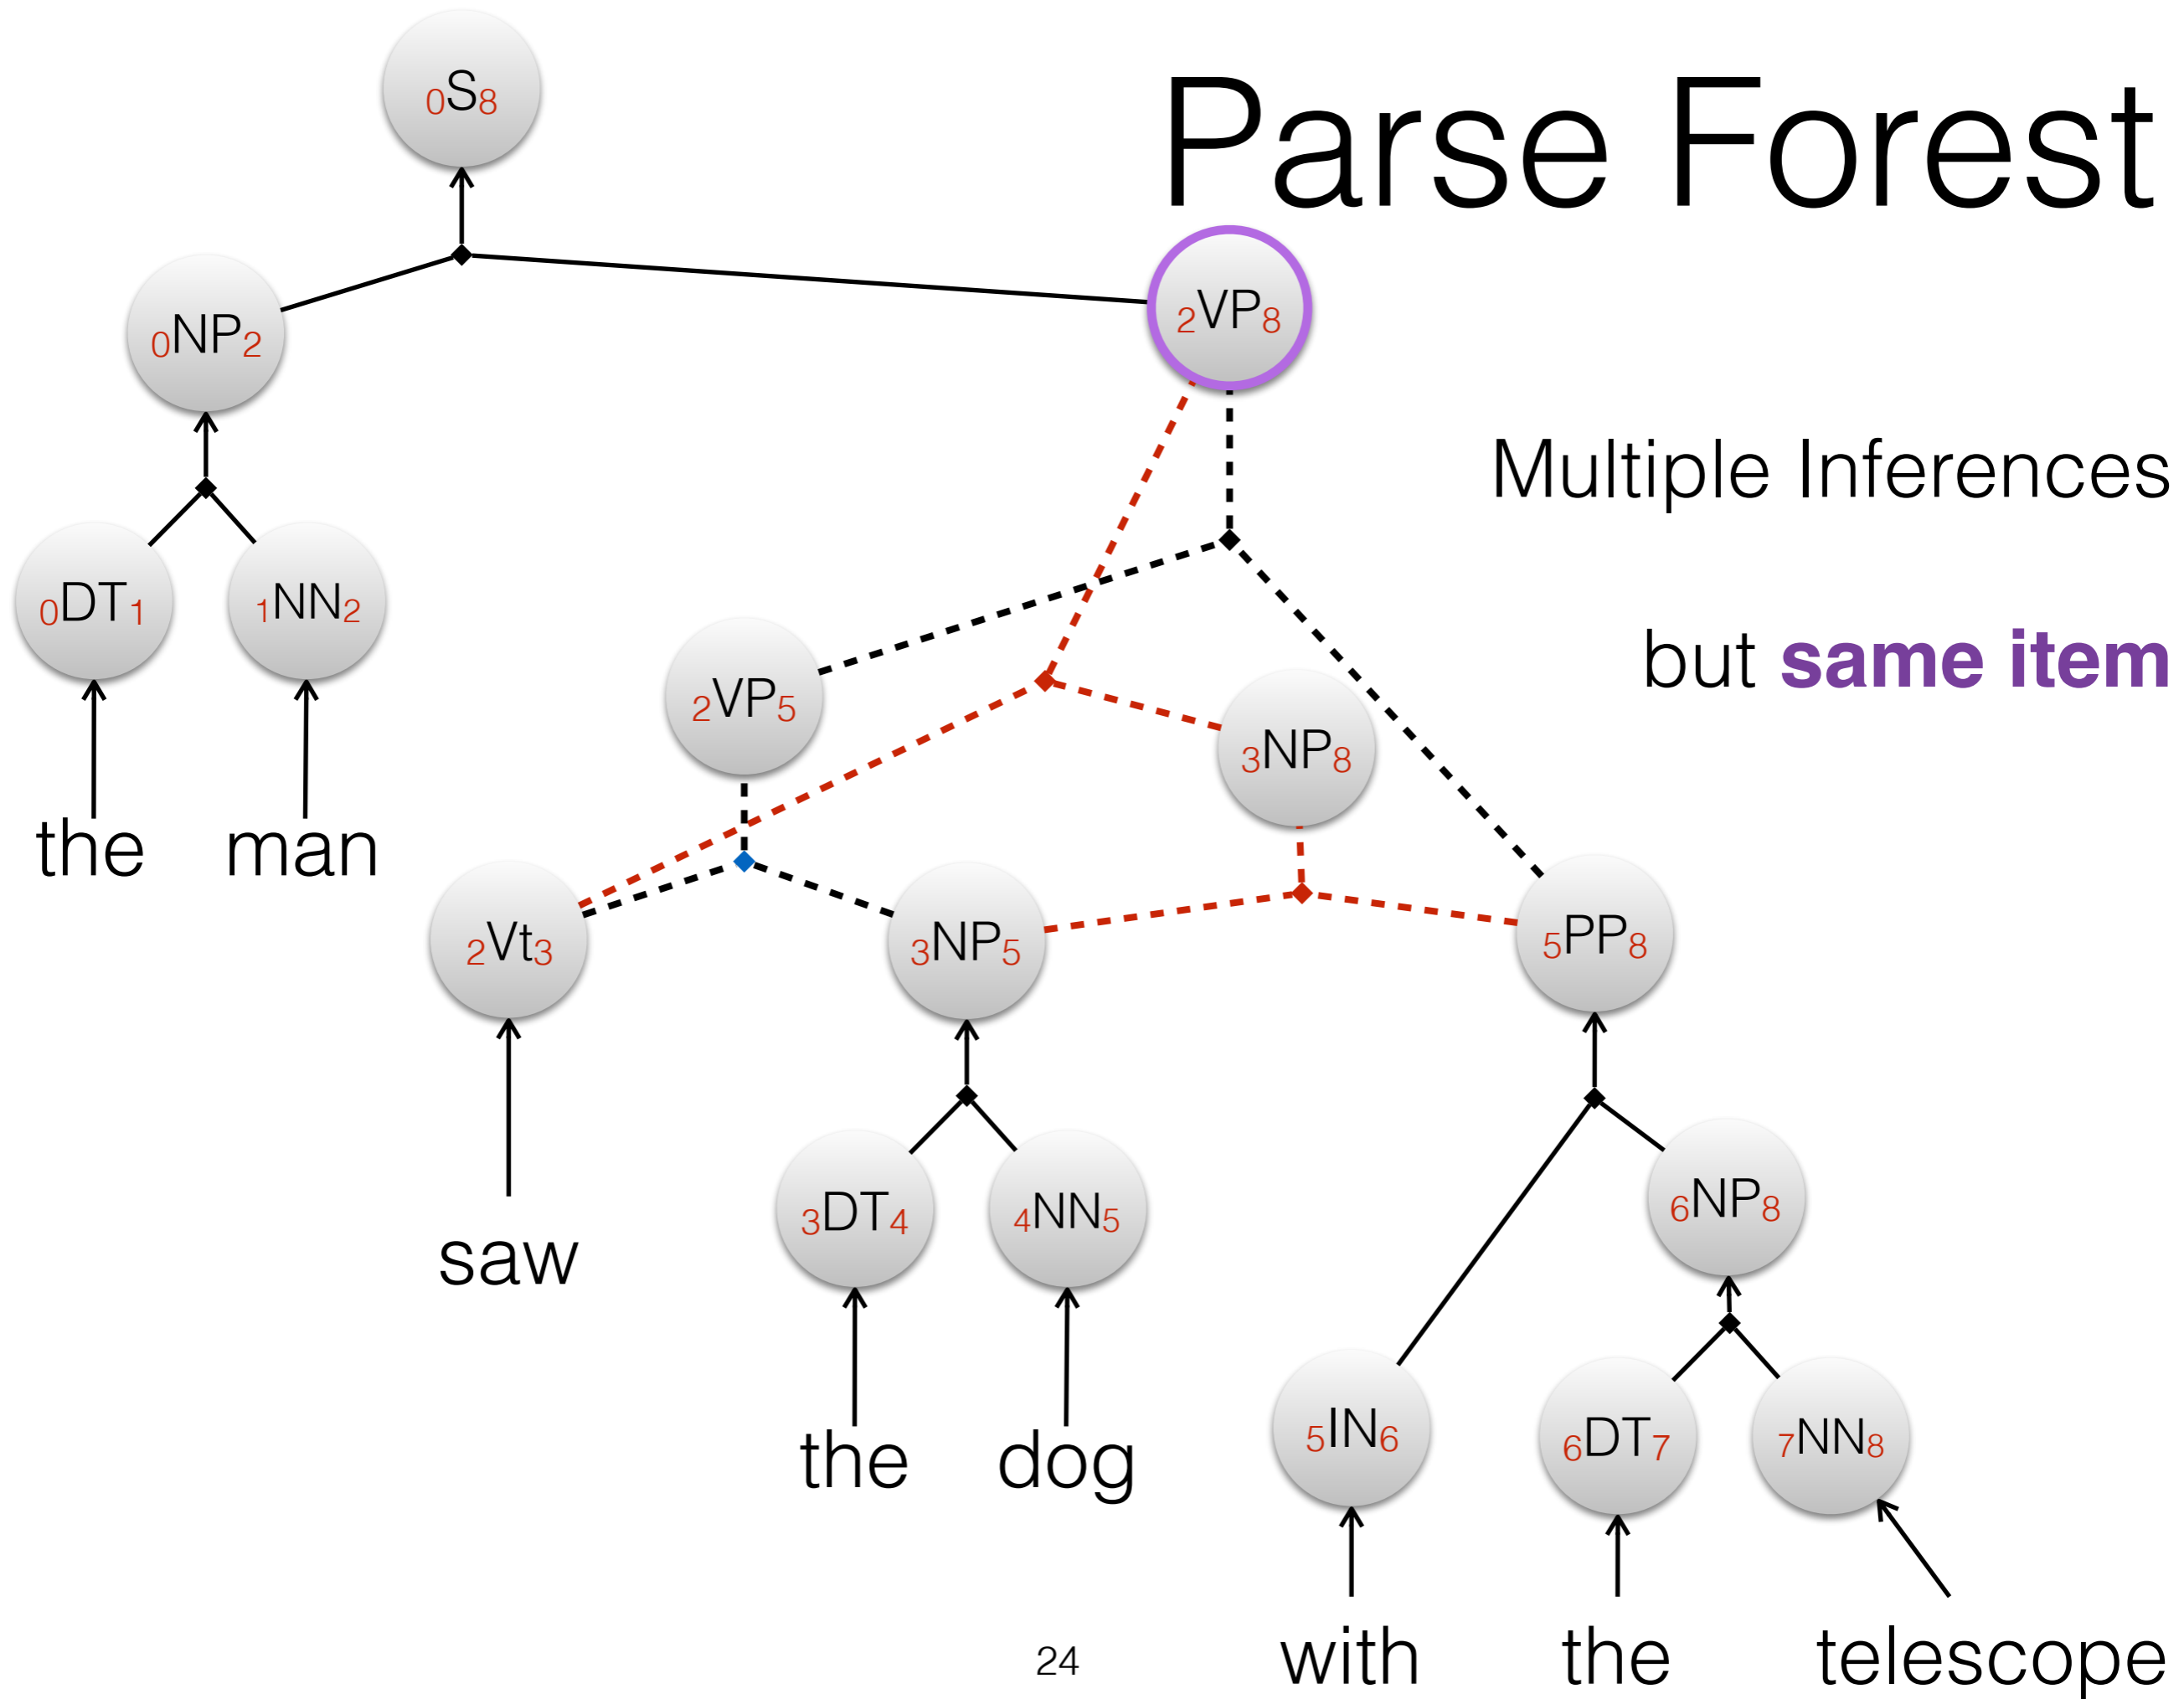 Parse Forest
0S8
0NP2
2VP8
Multiple Inferences
but same item
0DT1
1NN2
2VP5
3NP8
the
man
2Vt3
3NP5
5PP8
saw
3DT4
4NN5
6NP8
the
dog
5IN6
6DT7
7NN8
with
the
telescope
24